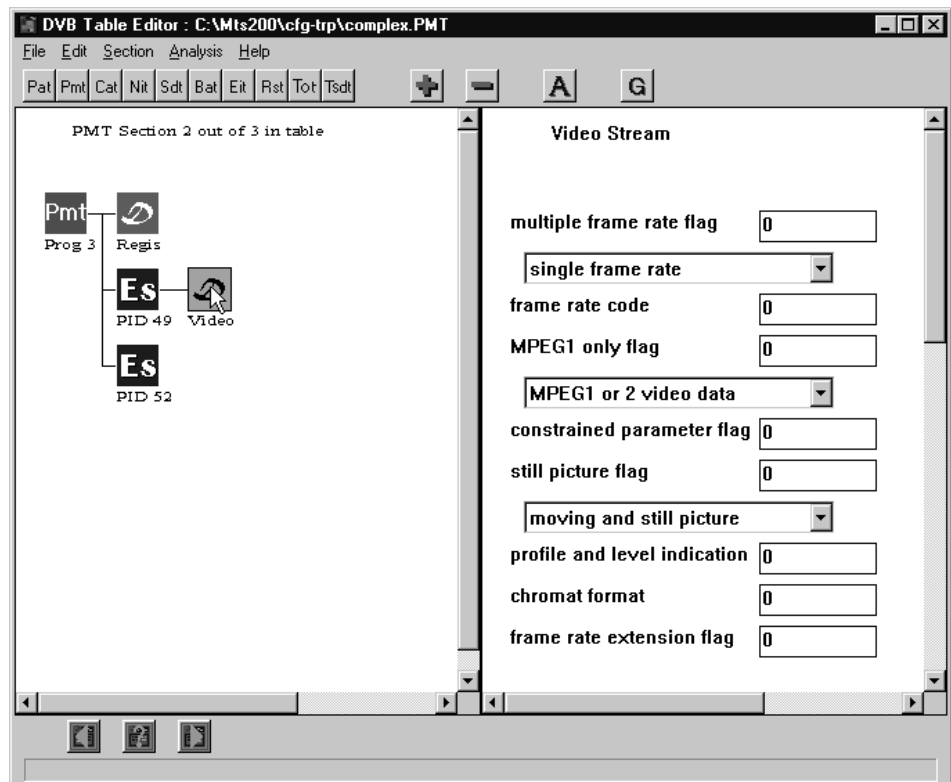 DVB Table Editor : C:\Mts200\cfg-trp\complex.PMT
File Edit Section Analysis Help
Pat Pmt Cat Nit Sdt Bat Eit Rst Tot Tsdt A G
PMT Section 2 out of 3 in table
Pmt
Prog 3
D
Regis
Es
PID 49
D
Video
Es
PID 52
Video Stream
multiple frame rate flag 0
single frame rate
frame rate code 0
MPEG1 only flag 0
MPEG1 or 2 video data
constrained parameter flag 0
still picture flag 0
moving and still picture
profile and level indication 0
chromat format 0
frame rate extension flag 0